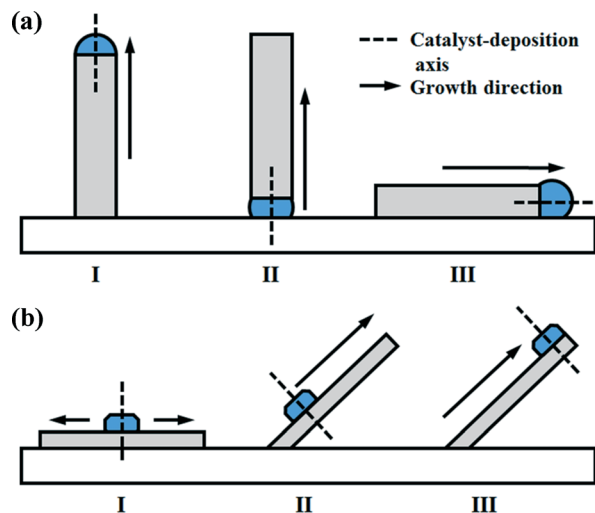 (a)
Catalyst-deposition
axis
Growth direction
I
II
III
(b)
I
II
III